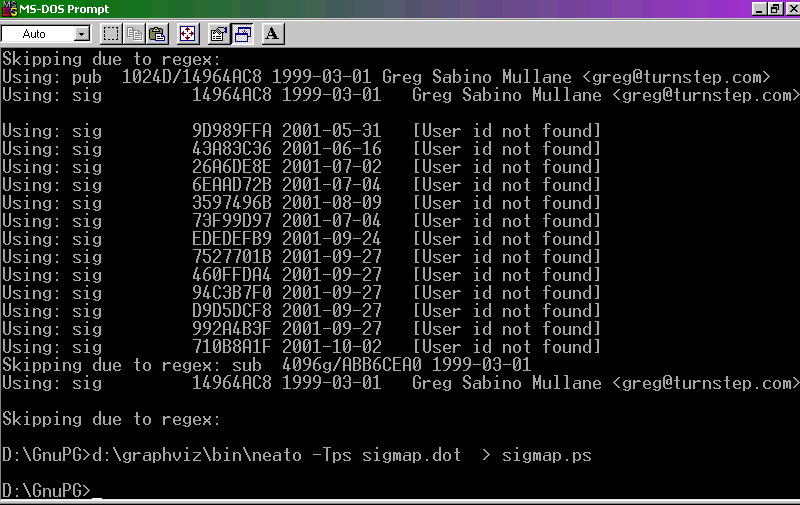 MS-DOS Prompt
Auto
A
Skipping due to regex:
Using: pub  1024D/14964AC8 1999-03-01 Greg Sabino Mullane <greg@turnstep.com>
Using: sig         14964AC8 1999-03-01   Greg Sabino Mullane <greg@turnstep.com>
Using: sig         9D989FFA 2001-05-31   [User id not found]
Using: sig         43A83C36 2001-06-16   [User id not found]
Using: sig         26A6DE8E 2001-07-02   [User id not found]
Using: sig         6EAAD72B 2001-07-04   [User id not found]
Using: sig         3597496B 2001-08-09   [User id not found]
Using: sig         73F99D97 2001-07-04   [User id not found]
Using: sig         EDEDEFB9 2001-09-24   [User id not found]
Using: sig         7527701B 2001-09-27   [User id not found]
Using: sig         460FFDA4 2001-09-27   [User id not found]
Using: sig         94C3B7F0 2001-09-27   [User id not found]
Using: sig         D9D5DCF8 2001-09-27   [User id not found]
Using: sig         992A4B3F 2001-09-27   [User id not found]
Using: sig         710B8A1F 2001-10-02   [User id not found]
Skipping due to regex: sub  4096g/ABB6CEA0 1999-03-01
Using: sig         14964AC8 1999-03-01   Greg Sabino Mullane <greg@turnstep.com>
Skipping due to regex:
D:\GnuPG>d:\graphviz\bin\neato -Tps sigmap.dot  > sigmap.ps
D:\GnuPG>_